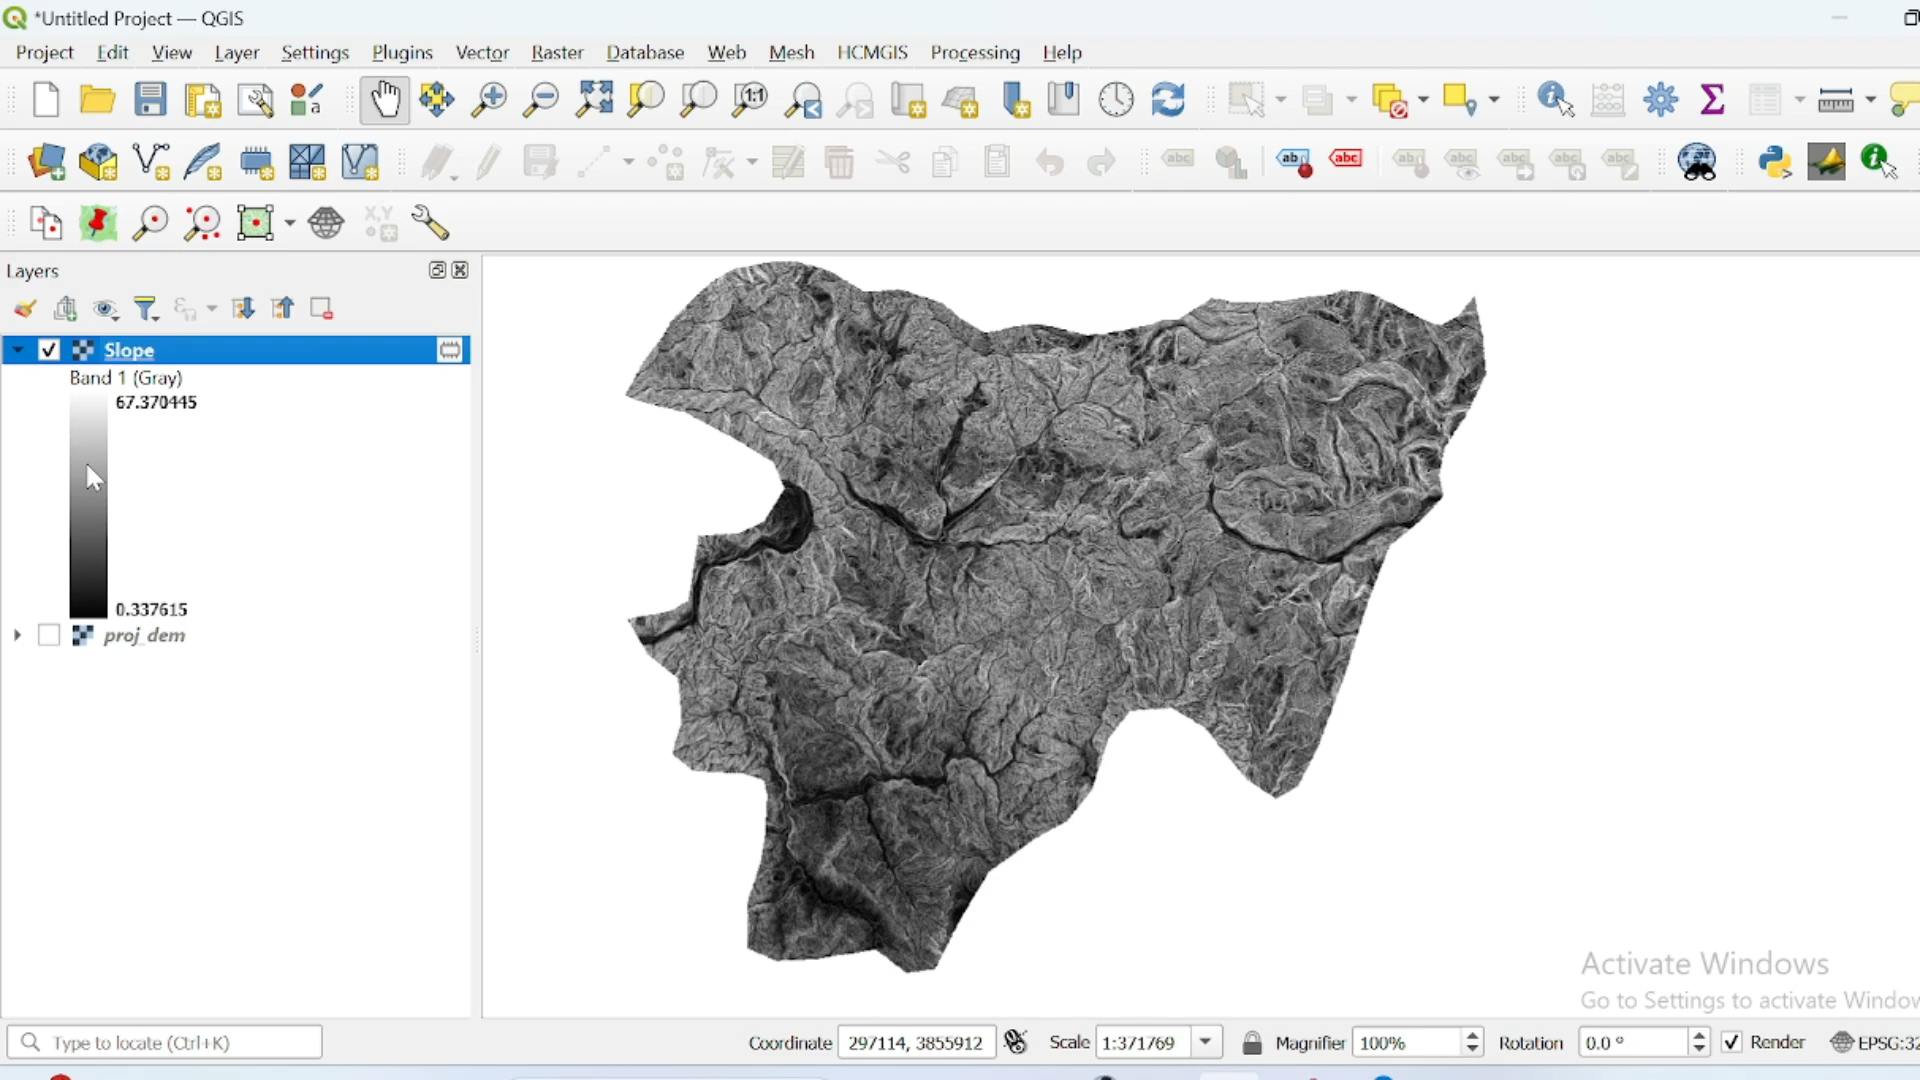 *Untitled Project — QGIS
Project Edit View Layer Settings Plugins Vector Raster Database Web Mesh HCMGIS Processing Help
Layers
Slope
Band 1 (Gray)
67.370445
0.337615
proj_dem
Activate Windows
Go to Settings to activate Window
Type to locate (Ctrl+K)
Coordinate 297114, 3855912 Scale 1:371769 Magnifier 100% Rotation 0.0 ° Render EPSG:32